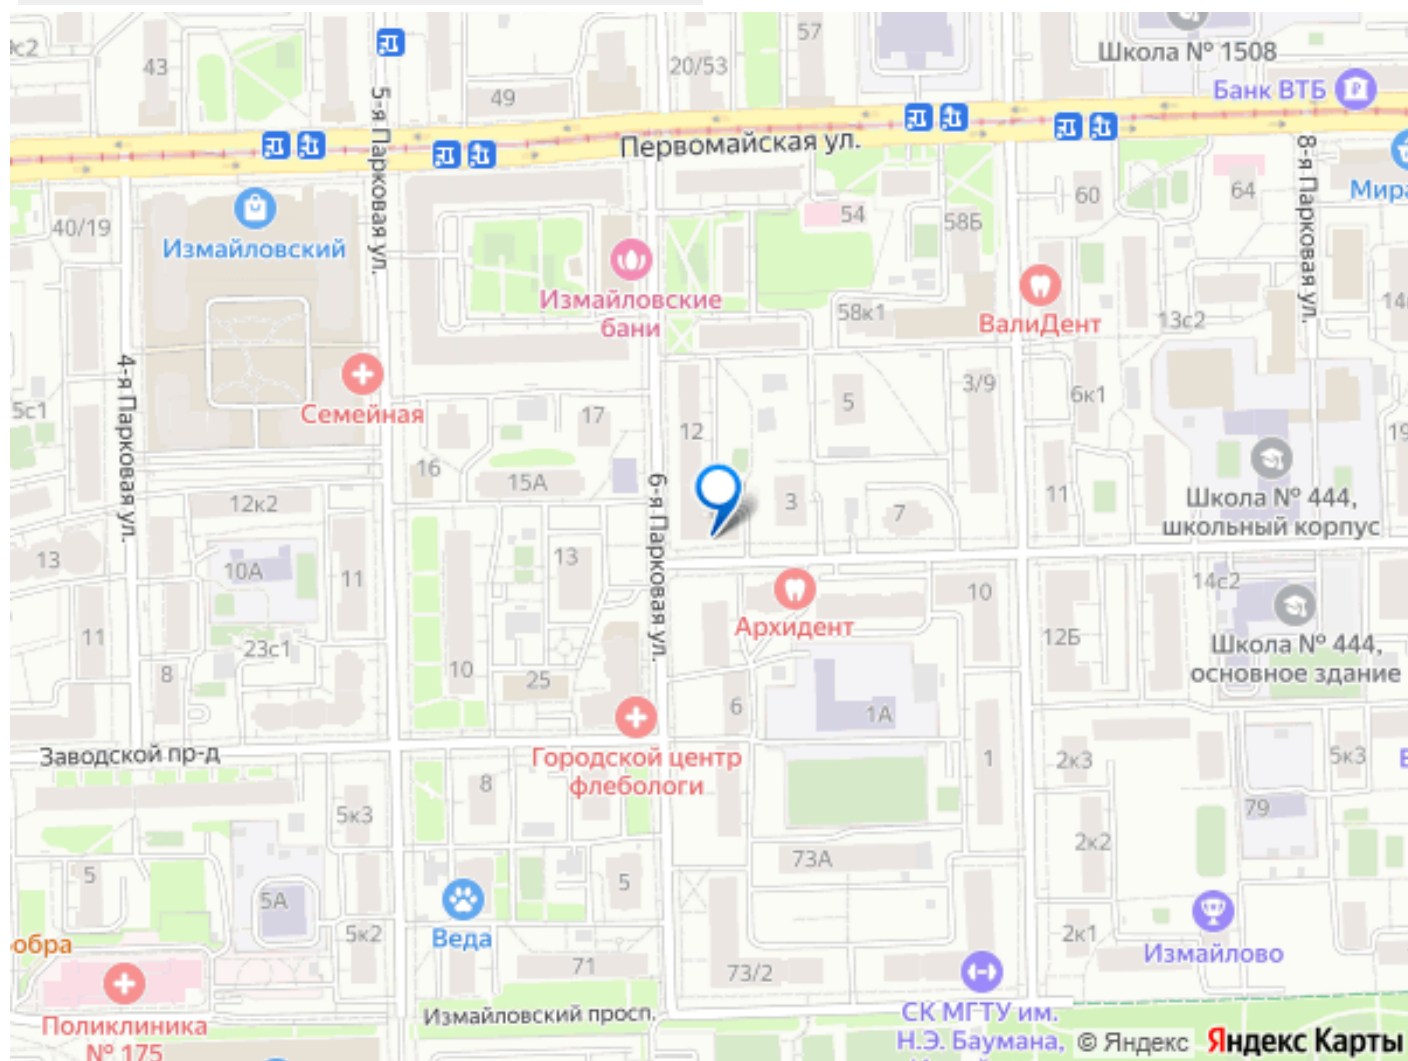 9с2
43
49
20/53
57
Школа № 1508
Банк ВТБ
Первомайская ул.
5-я Парковая ул.
8-я Парковая ул.
40/19
Измайловский
54
58Б
60
64
Мира
Измайловские
бани
58к1
ВалиДент
13с2
14
4-я Парковая ул.
5с1
Семейная
17
12
5
3/9
6к1
19
16
15А
12к2
6-я Парковая ул.
3
7
11
Школа № 444,
школьный корпус
13
10А
11
13
Архидент
10
14с2
12Б
Школа № 444,
основное здание
11
23с1
8
10
25
6
1А
Заводской пр-д
Городской центр
флебологи
1
2к3
5к3
8
5к3
79
2к2
73А
5
5А
5
обра
5к2
Веда
2к1
Измайлово
71
73/2
Поликлиника
№ 175
Измайловский просп.
СК МГТУ им.
Н.Э. Баумана,
© Яндекс
Яндекс Карты